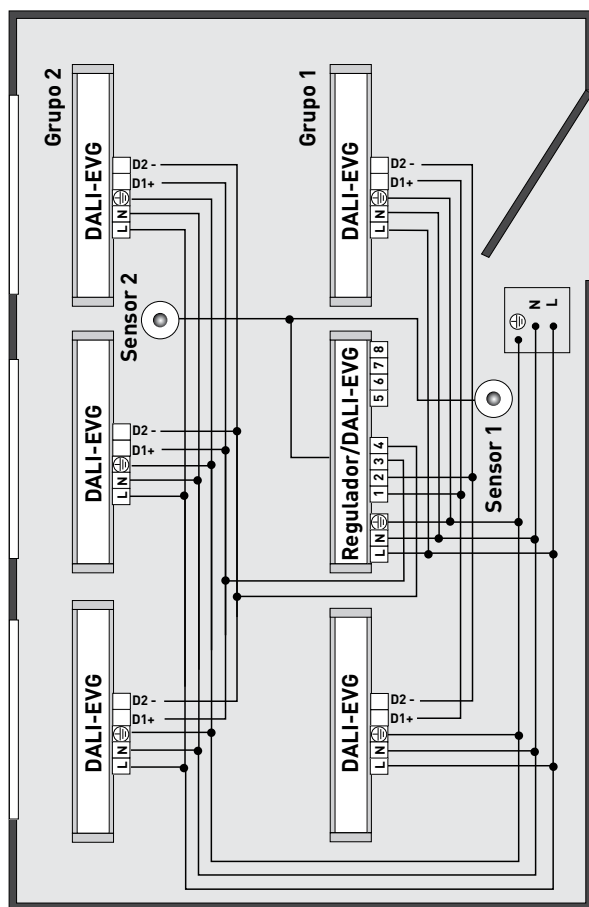 Grupo 2
DALI-EVG
D2 -
D1+
N
L
Grupo 1
DALI-EVG
D2 -
D1+
N
L
Sensor 2
N
L
DALI-EVG
D2 -
D1+
N
L
Regulador/DALI-EVG
8
7
6
5
4
3
2
1
N
L
Sensor 1
DALI-EVG
D2 -
D1+
N
L
DALI-EVG
D2 -
D1+
N
L